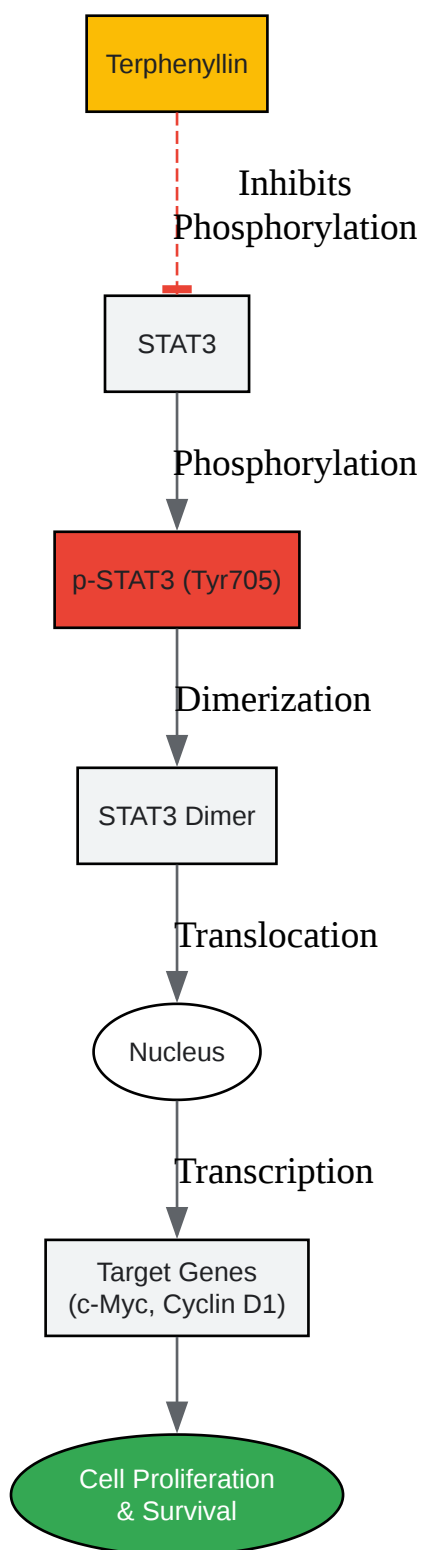 Terphenyllin
Inhibits
Phosphorylation
STAT3
Phosphorylation
p-STAT3 (Tyr705)
Dimerization
STAT3 Dimer
Translocation
Nucleus
Transcription
Target Genes
(c-Myc, Cyclin D1)
Cell Proliferation
& Survival